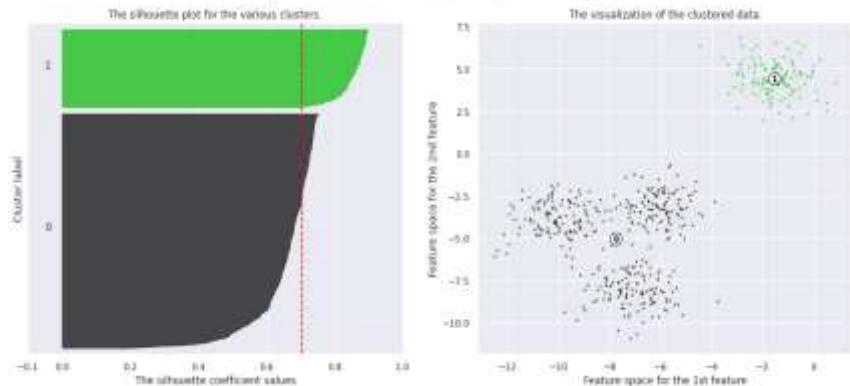 The silhouette plot for the various clusters.
1
0
Cluster label
−0.1 0.0 0.2 0.4 0.6 0.8 1.0
The silhouette coefficient values
The visualization of the clustered data.
7.5
5.0
2.5
0.0
−2.5
−5.0
−7.5
−10.0
Feature space for the 2nd feature
1
0
−12 −10 −8 −6 −4 −2 0
Feature space for the 1st feature